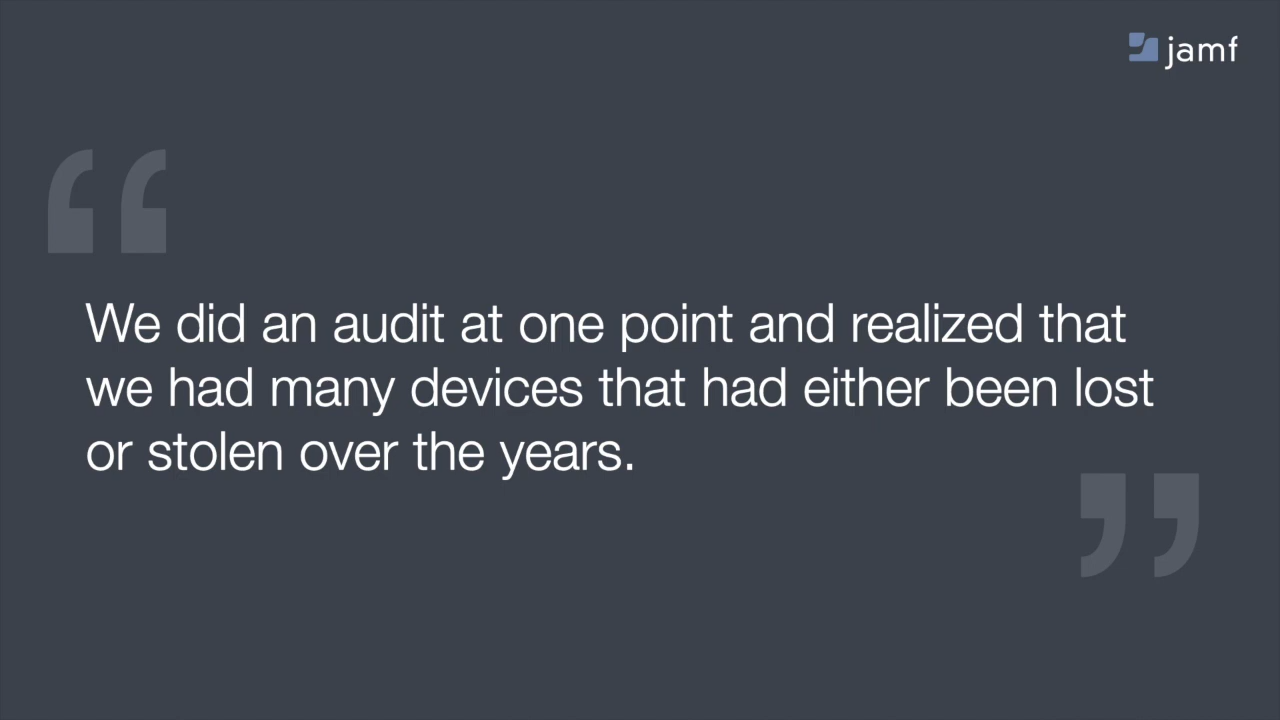 jamf
“
We did an audit at one point and realized that
we had many devices that had either been lost
or stolen over the years.
”